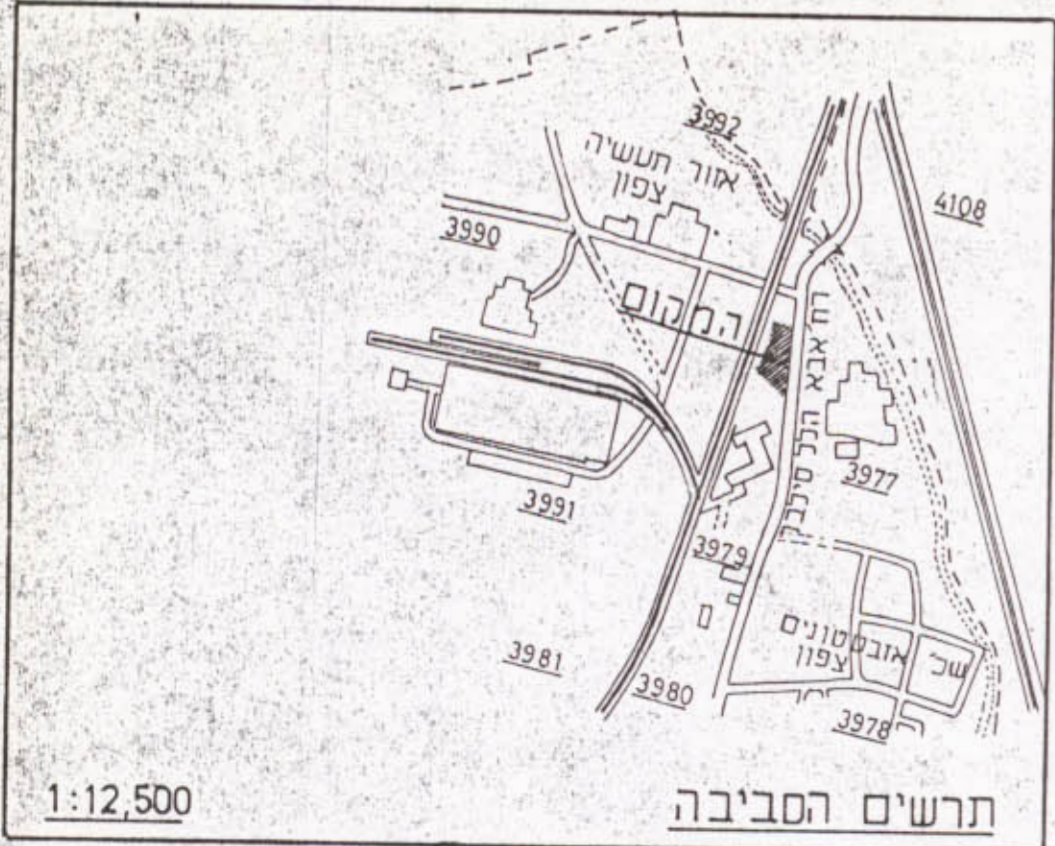 3992
אזור תעשיה
צפון
4108
3990
המקום
רח' אבא הלל סילבר
3977
3991
3979
שכ' אזבסטונים
צפון
3981
3980
3978
1:12,500
תרשים הסביבה